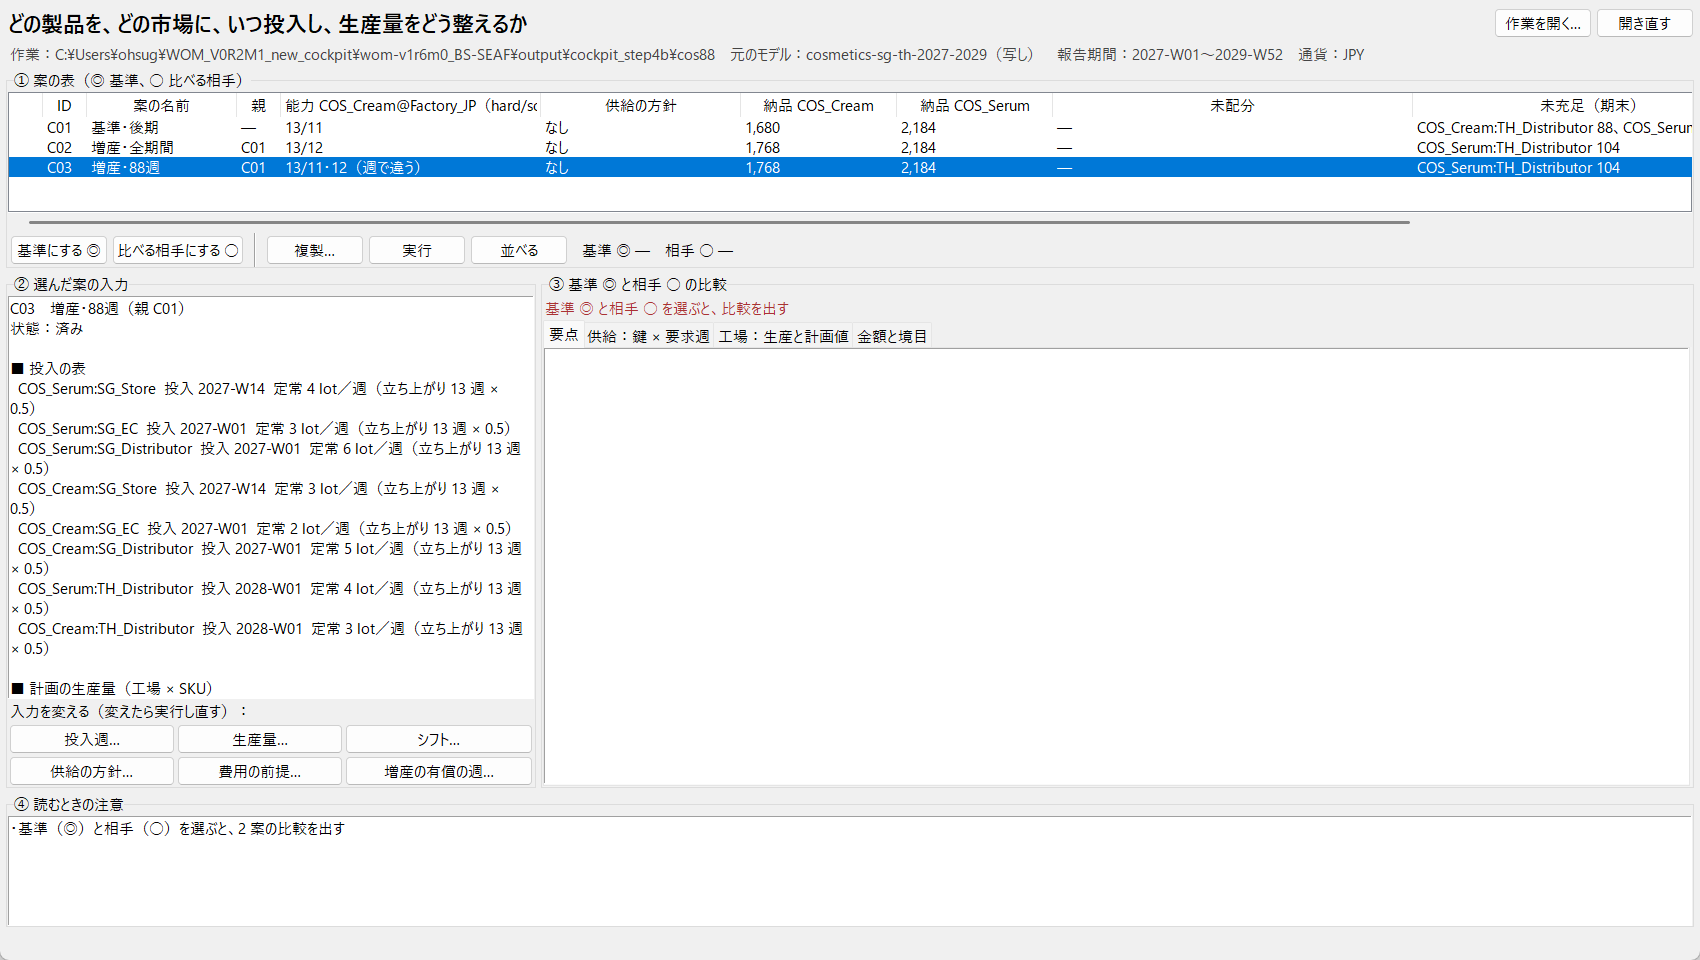 どの製品を、どの市場に、いつ投入し、生産量をどう整えるか
作業を開く... 開き直す
作業：C:¥Users¥ohsug¥WOM_V0R2M1_new_cockpit¥wom-v1r6m0_BS-SEAF¥output¥cockpit_step4b¥cos88 元のモデル：cosmetics-sg-th-2027-2029（写し） 報告期間：2027-W01～2029-W52 通貨：JPY
① 案の表（◎ 基準、○ 比べる相手）
ID 案の名前 親 能力 COS_Cream@Factory_JP（hard/sc 供給の方針 納品 COS_Cream 納品 COS_Serum 未配分 未充足（期末）
C01 基準・後期 — 13/11 なし 1,680 2,184 — COS_Cream:TH_Distributor 88、COS_Serun
C02 増産・全期間 C01 13/12 なし 1,768 2,184 — COS_Serum:TH_Distributor 104
C03 増産・88週 C01 13/11・12（週で違う） なし 1,768 2,184 — COS_Serum:TH_Distributor 104
基準にする ◎ 比べる相手にする ○ 複製... 実行 並べる 基準 ◎ — 相手 ○ —
② 選んだ案の入力
C03 増産・88週（親 C01）
状態：済み
■ 投入の表
COS_Serum:SG_Store 投入 2027-W14 定常 4 lot／週（立ち上がり 13 週 ×
0.5）
COS_Serum:SG_EC 投入 2027-W01 定常 3 lot／週（立ち上がり 13 週 × 0.5）
COS_Serum:SG_Distributor 投入 2027-W01 定常 6 lot／週（立ち上がり 13 週
× 0.5）
COS_Cream:SG_Store 投入 2027-W14 定常 3 lot／週（立ち上がり 13 週 ×
0.5）
COS_Cream:SG_EC 投入 2027-W01 定常 2 lot／週（立ち上がり 13 週 × 0.5）
COS_Cream:SG_Distributor 投入 2027-W01 定常 5 lot／週（立ち上がり 13 週
× 0.5）
COS_Serum:TH_Distributor 投入 2028-W01 定常 4 lot／週（立ち上がり 13 週
× 0.5）
COS_Cream:TH_Distributor 投入 2028-W01 定常 3 lot／週（立ち上がり 13 週
× 0.5）
■ 計画の生産量（工場 × SKU）
入力を変える（変えたら実行し直す）：
投入週... 生産量... シフト...
供給の方針... 費用の前提... 増産の有償の週...
③ 基準 ◎ と相手 ○ の比較
基準 ◎ と相手 ○ を選ぶと、比較を出す
要点 供給：鍵 × 要求週 工場：生産と計画値 金額と境目
④ 読むときの注意
・基準（◎）と相手（○）を選ぶと、2 案の比較を出す